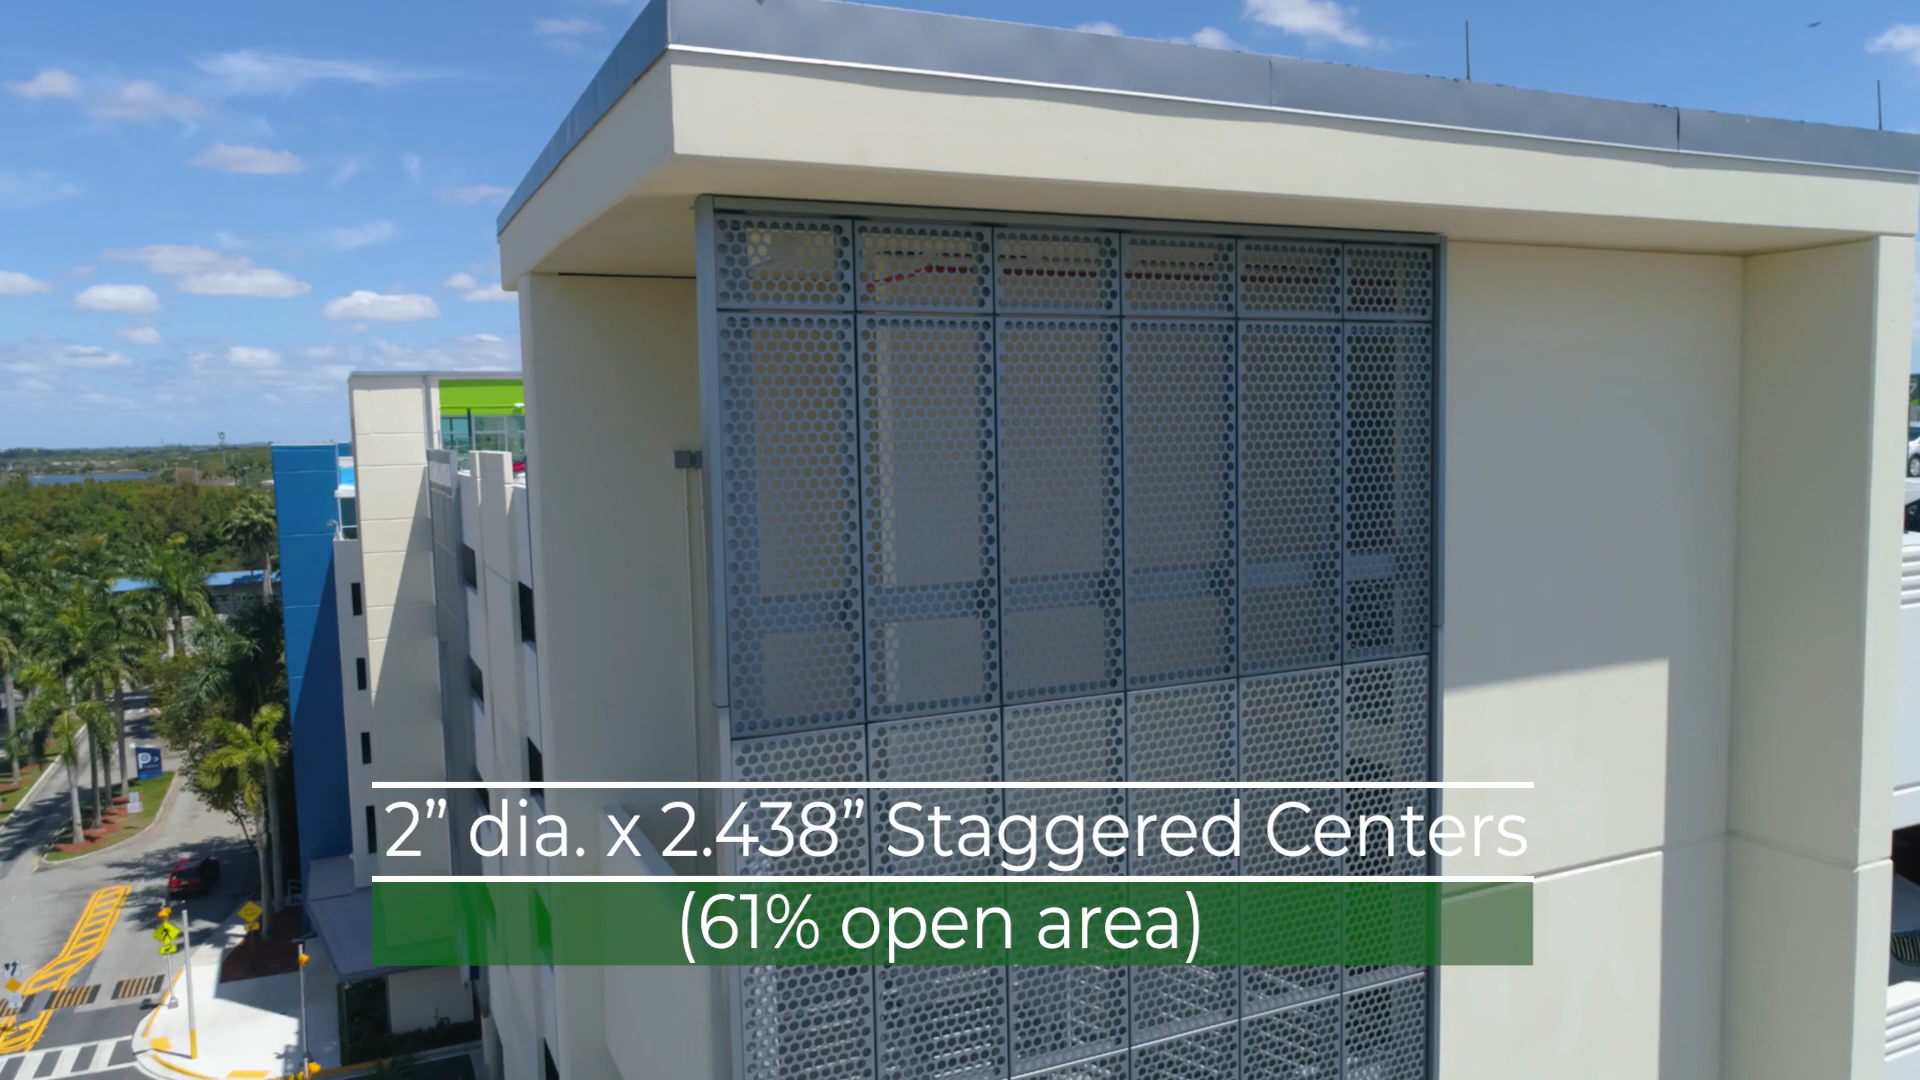 P
2” dia. x 2.438” Staggered Centers
(61% open area)